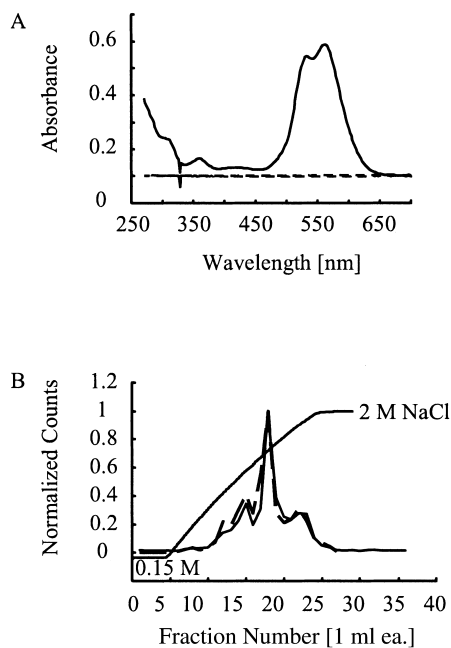 A
Absorbance
0.6
0.4
0.2
0
250 350 450 550 650
Wavelength [nm]
B
Normalized Counts
1.2
1
0.8
0.6
0.4
0.2
0
2 M NaCl
0.15 M
0 5 10 15 20 25 30 35 40
Fraction Number [1 ml ea.]